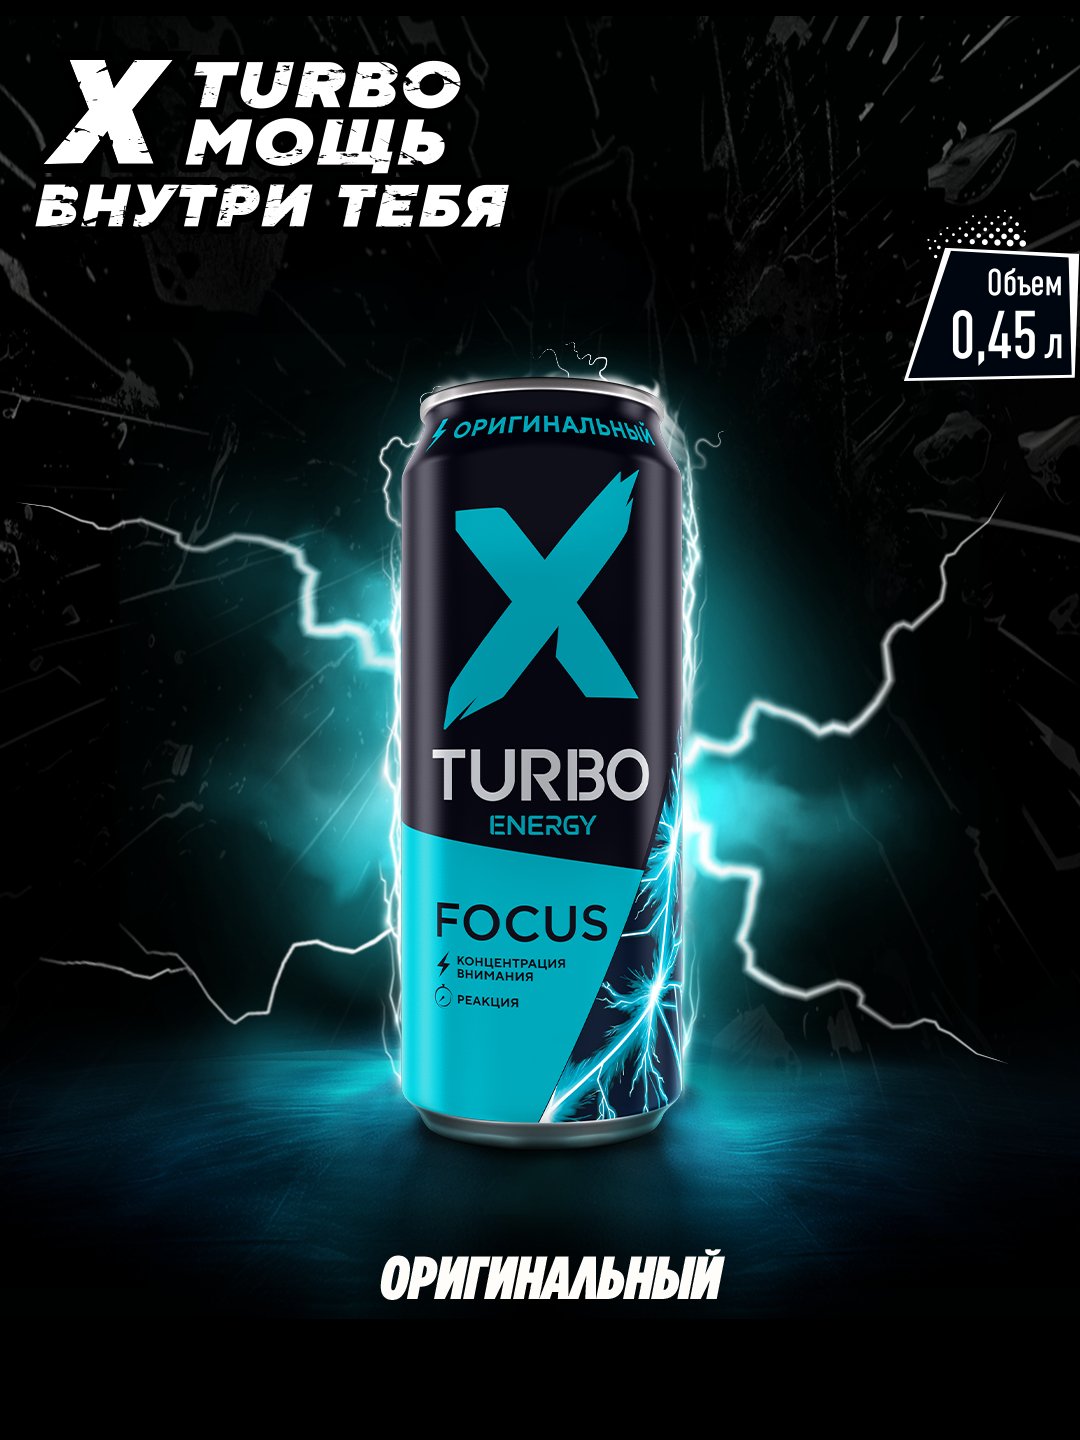 X TURBO
МОЩЬ
ВНУТРИ ТЕБЯ
Объем
0,45 л
ОРИГИНАЛЬНЫЙ
X
TURBO
ENERGY
FOCUS
КОНЦЕНТРАЦИЯ
ВНИМАНИЯ
РЕАКЦИЯ
ОРИГИНАЛЬНЫЙ